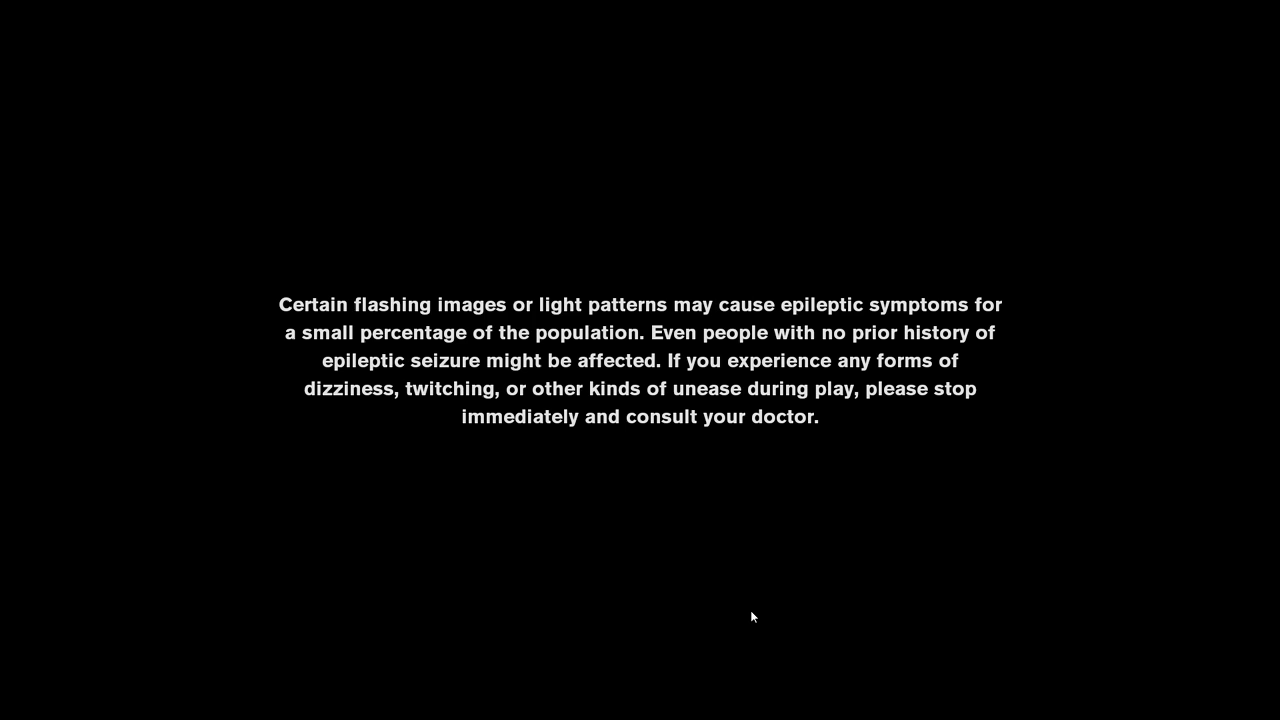 Certain flashing images or light patterns may cause epileptic symptoms for
a small percentage of the population. Even people with no prior history of
epileptic seizure might be affected. If you experience any forms of
dizziness, twitching, or other kinds of unease during play, please stop
immediately and consult your doctor.